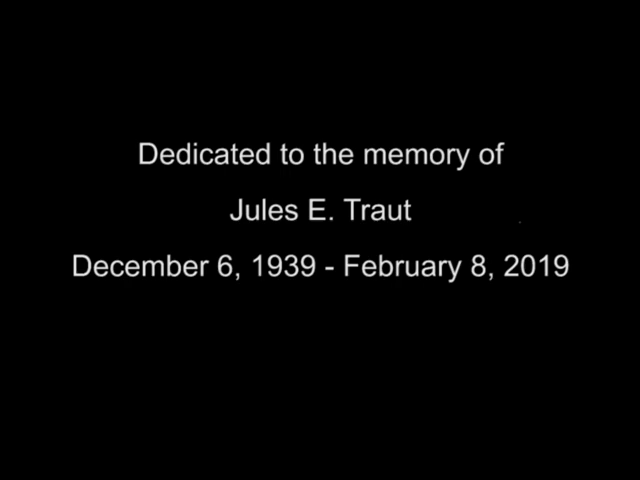 Dedicated to the memory of
Jules E. Traut
December 6, 1939 - February 8, 2019